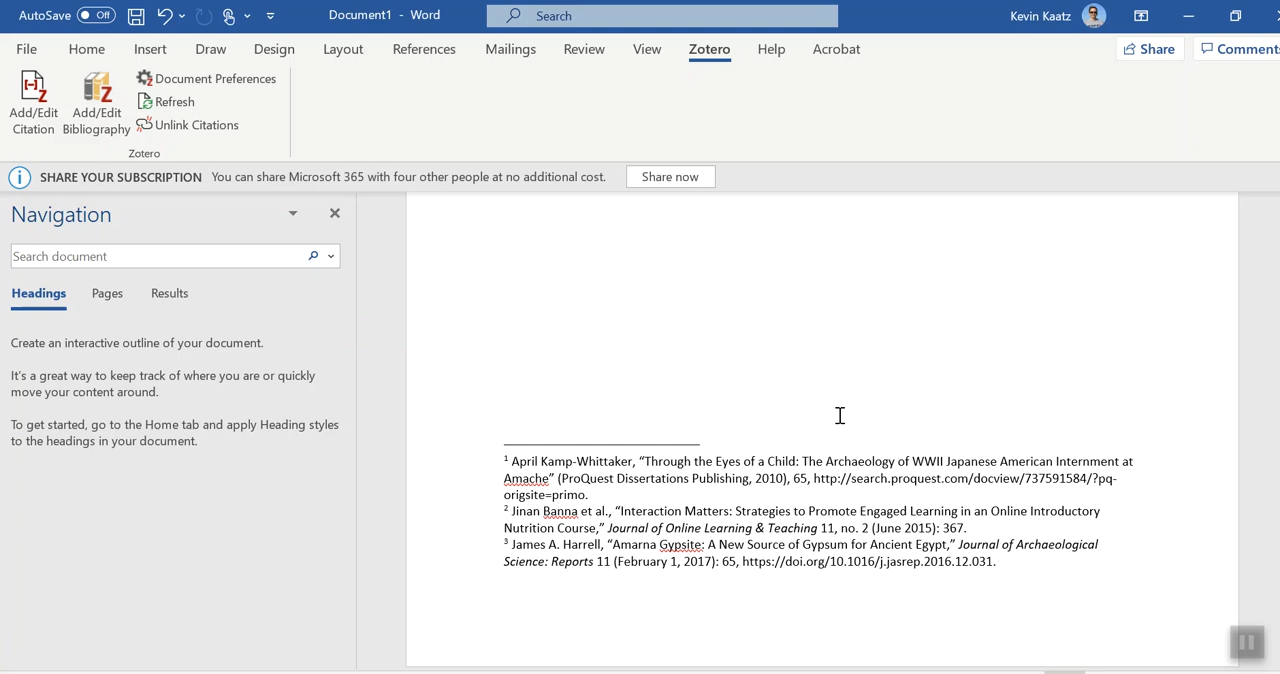 AutoSave Off Document1 - Word Search Kevin Kaatz
File Home Insert Draw Design Layout References Mailings Review View Zotero Help Acrobat Share Comments
Add/Edit Citation
Add/Edit Bibliography
Document Preferences
Refresh
Unlink Citations
Zotero
SHARE YOUR SUBSCRIPTION You can share Microsoft 365 with four other people at no additional cost. Share now
Navigation
Search document
Headings Pages Results
Create an interactive outline of your document.
It's a great way to keep track of where you are or quickly
move your content around.
To get started, go to the Home tab and apply Heading styles
to the headings in your document.
1 April Kamp-Whittaker, “Through the Eyes of a Child: The Archaeology of WWII Japanese American Internment at
Amache” (ProQuest Dissertations Publishing, 2010), 65, http://search.proquest.com/docview/737591584/?pq-
origsite=primo.
2 Jinan Banna et al., “Interaction Matters: Strategies to Promote Engaged Learning in an Online Introductory
Nutrition Course,” Journal of Online Learning & Teaching 11, no. 2 (June 2015): 367.
3 James A. Harrell, “Amarna Gypsite: A New Source of Gypsum for Ancient Egypt,” Journal of Archaeological
Science: Reports 11 (February 1, 2017): 65, https://doi.org/10.1016/j.jasrep.2016.12.031.